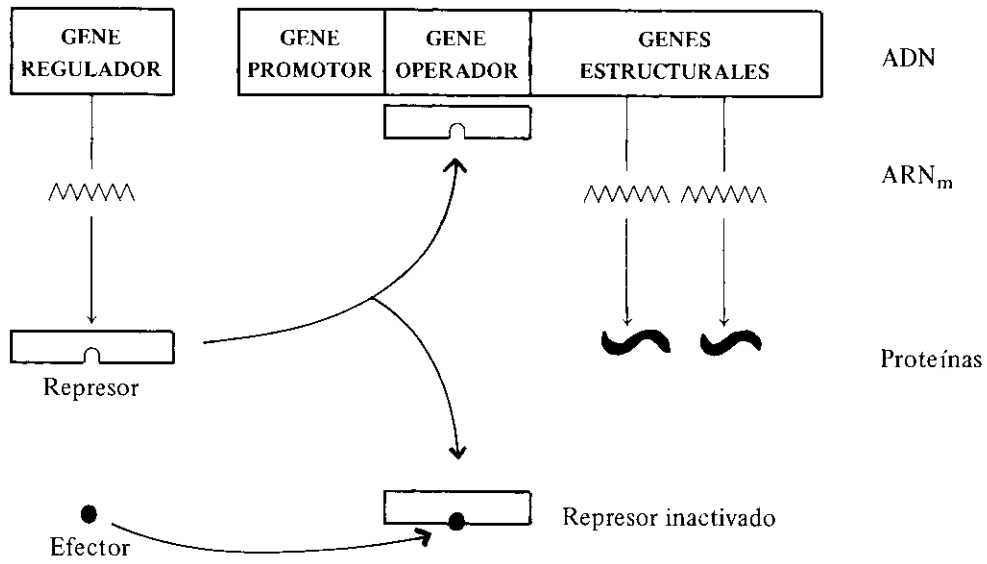 GENE
REGULADOR
GENE
PROMOTOR
GENE
OPERADOR
GENES
ESTRUCTURALES
ADN
ARNm
Proteínas
Represor
Represor inactivado
Efector